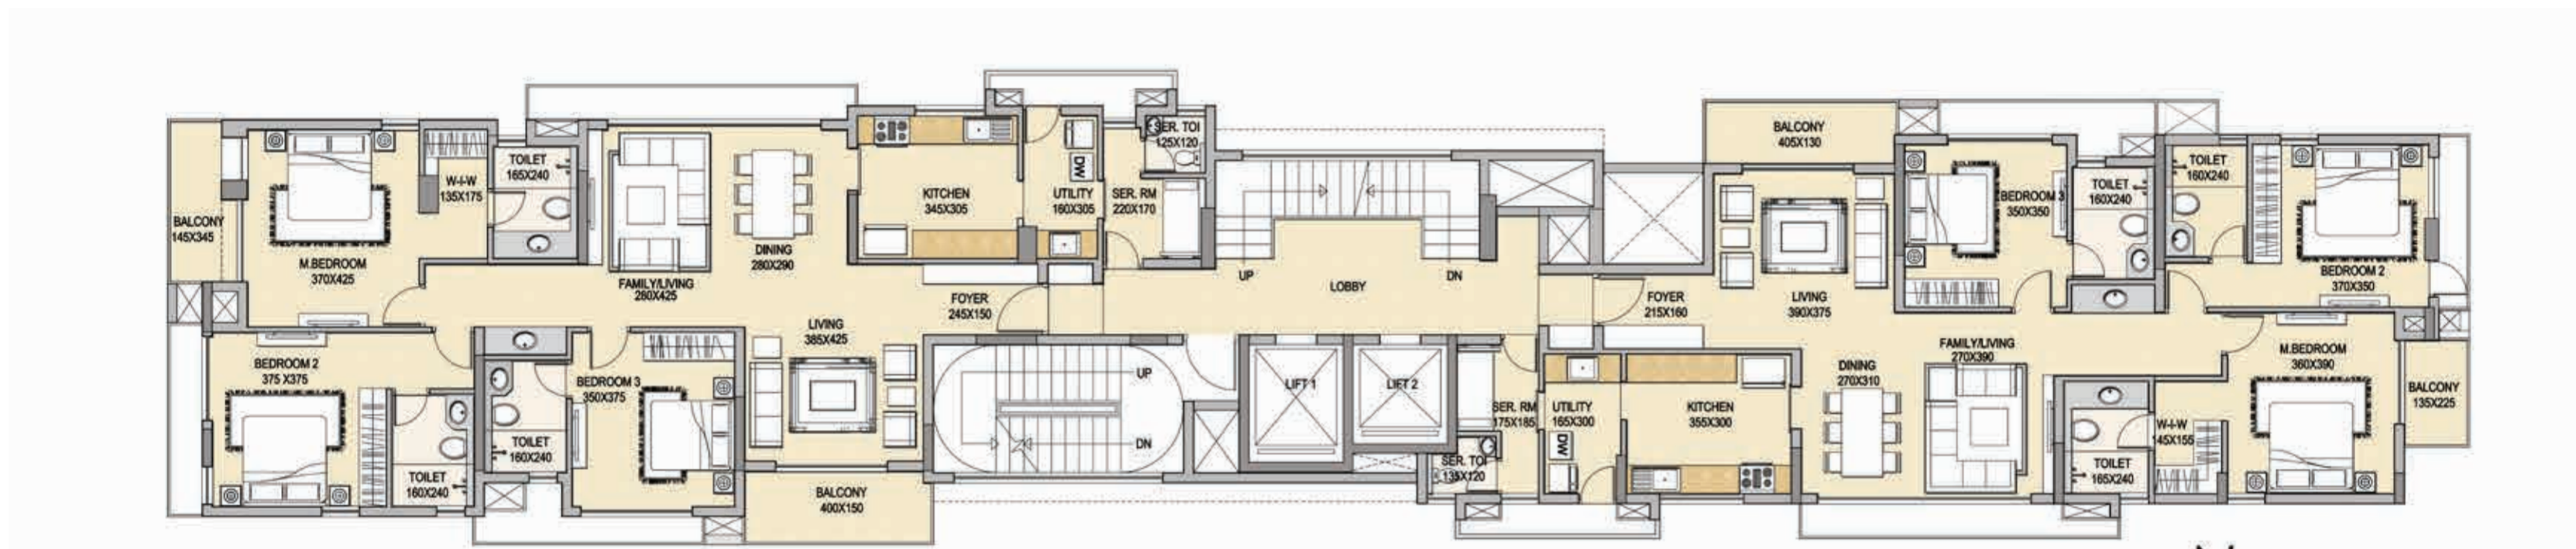 BALCONY
145X345
M.BEDROOM
370X425
W-I-W
135X175
TOILET
165X240
FAMILY/LIVING
280X425
DINING
280X290
KITCHEN
345X305
UTILITY
160X305
DW
SER. RM
220X170
SER. TOI
125X120
FOYER
245X150
LIVING
385X425
BEDROOM 2
375 X375
TOILET
160X240
TOILET
160X240
BEDROOM 3
350X375
BALCONY
400X150
UP
DN
LOBBY
UP
DN
LIFT 1
LIFT 2
SER. RM
175X185
SER. TOI
135X120
UTILITY
165X300
DW
KITCHEN
355X300
FOYER
215X160
LIVING
390X375
BALCONY
405X130
BEDROOM 3
350X350
TOILET
160X240
TOILET
160X240
BEDROOM 2
370X350
DINING
270X310
FAMILY/LIVING
270X390
M.BEDROOM
360X390
W-I-W
145X155
TOILET
165X240
BALCONY
135X225